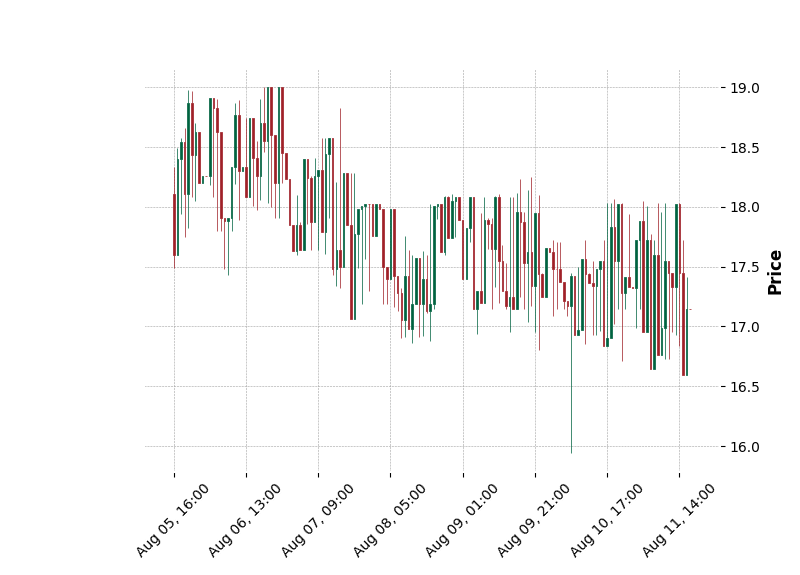 19.0
18.5
18.0
17.5
17.0
16.5
16.0
Price
Aug 05, 16:00
Aug 06, 13:00
Aug 07, 09:00
Aug 08, 05:00
Aug 09, 01:00
Aug 09, 21:00
Aug 10, 17:00
Aug 11, 14:00